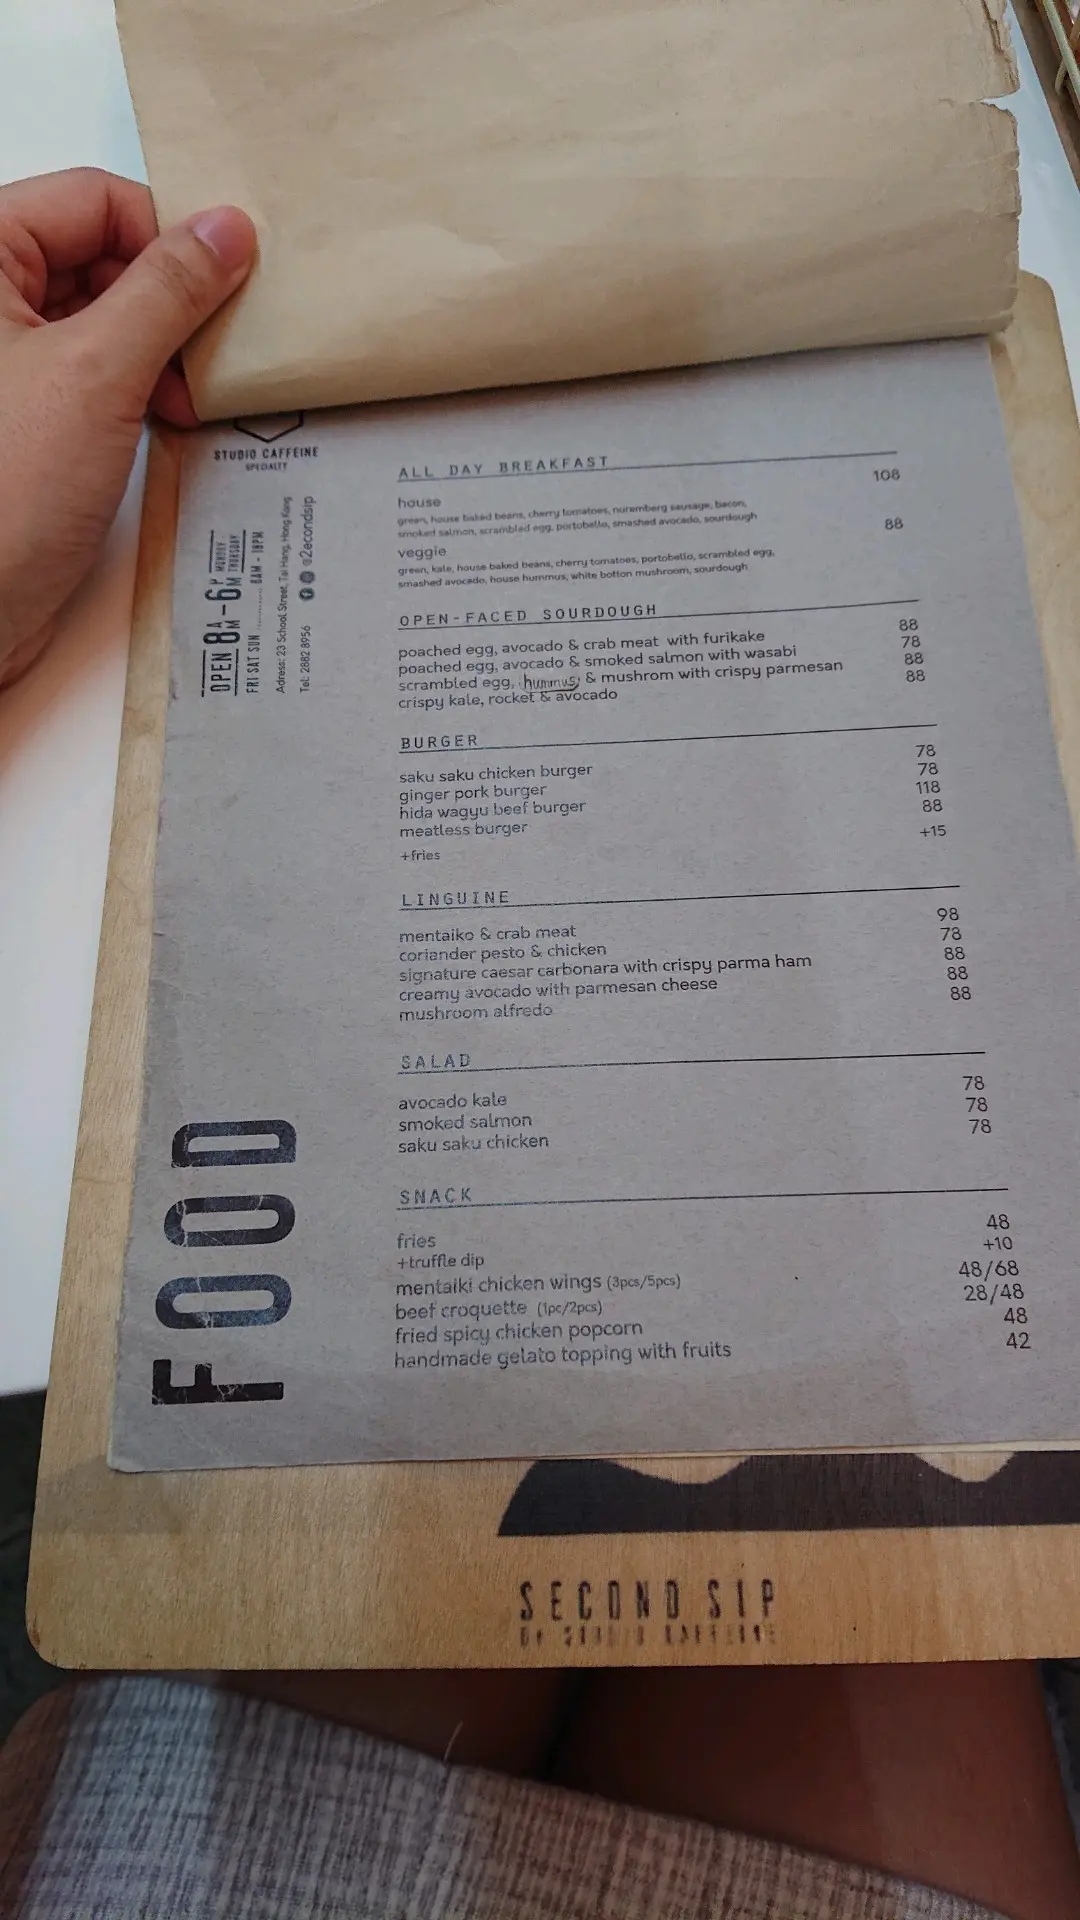 STUDIO CAFFEINE
SPECIALTY
OPEN 8AM-6PM MONDAY THURSDAY
FRI SAT SUN 8AM - 10PM
Adress: 23 School Street, Tai Hang, Hong Kong
Tel: 2882 8956 @2econdsip
FOOD
ALL DAY BREAKFAST
house 108
green, house baked beans, cherry tomatoes, nuremberg sausage, bacon,
smoked salmon, scrambled egg, portobello, smashed avocado, sourdough
veggie 88
green, kale, house baked beans, cherry tomatoes, portobello, scrambled egg,
smashed avocado, house hummus, white botton mushroom, sourdough
OPEN-FACED SOURDOUGH
poached egg, avocado & crab meat with furikake 88
poached egg, avocado & smoked salmon with wasabi 78
scrambled egg, hummus & mushrom with crispy parmesan 88
crispy kale, rocket & avocado 88
BURGER
saku saku chicken burger 78
ginger pork burger 78
hida wagyu beef burger 118
meatless burger 88
+fries +15
LINGUINE
mentaiko & crab meat 98
coriander pesto & chicken 78
signature caesar carbonara with crispy parma ham 88
creamy avocado with parmesan cheese 88
mushroom alfredo 88
SALAD
avocado kale 78
smoked salmon 78
saku saku chicken 78
SNACK
fries 48
+truffle dip +10
mentaiki chicken wings (3pcs/5pcs) 48/68
beef croquette (1pc/2pcs) 28/48
fried spicy chicken popcorn 48
handmade gelato topping with fruits 42
SECOND SIP
BY STUDIO CAFFEINE